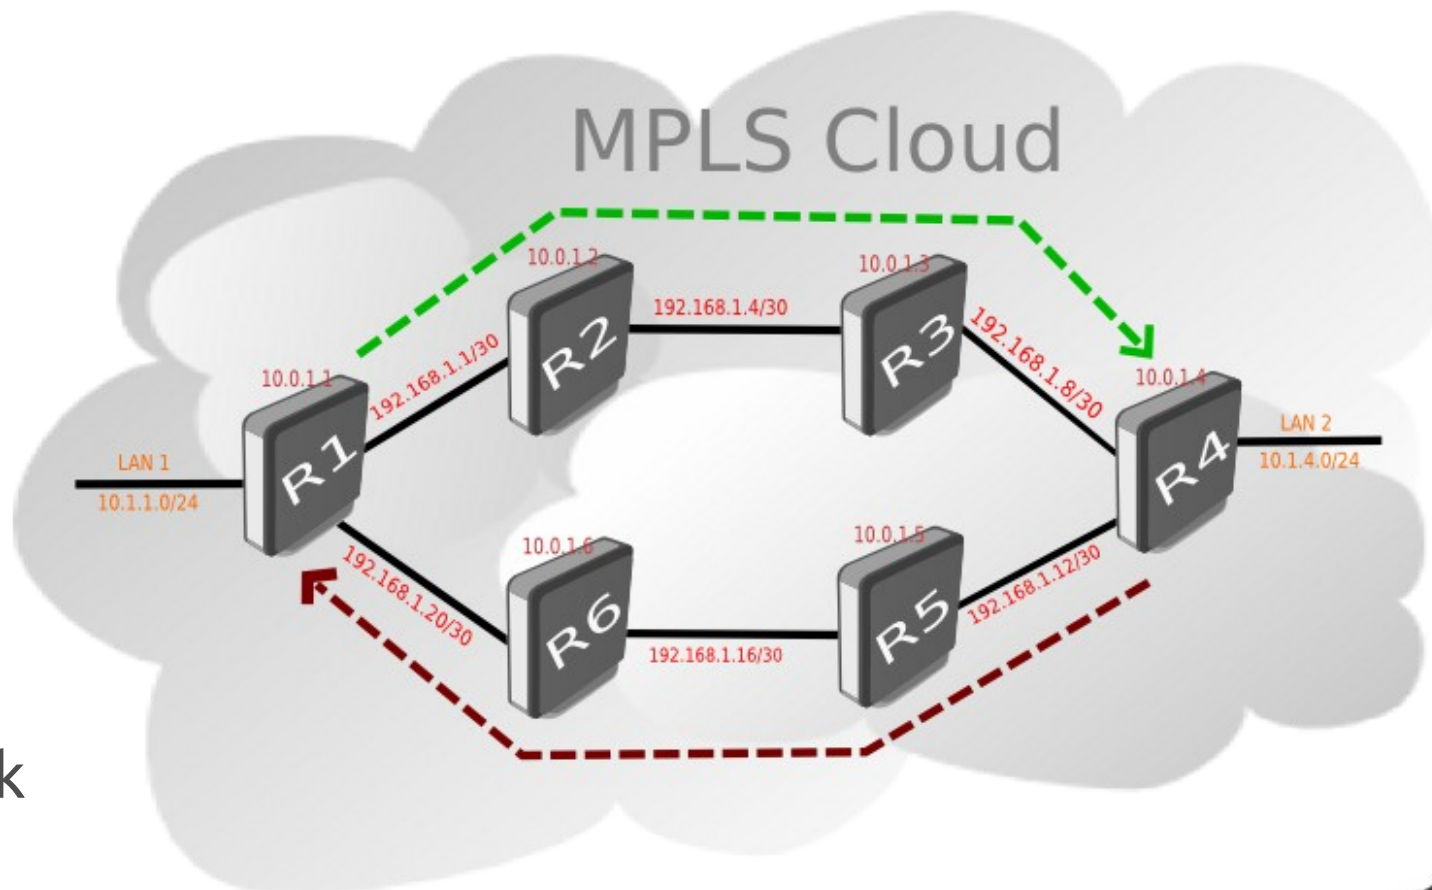 MPLS Cloud
10.0.1.2
10.0.1.3
192.168.1.4/30
192.168.1.1/30
192.168.1.8/30
10.0.1.1
10.0.1.4
R2
R3
LAN 1
10.1.1.0/24
R1
R4
LAN 2
10.1.4.0/24
10.0.1.6
10.0.1.5
192.168.1.20/30
192.168.1.12/30
R6
R5
192.168.1.16/30
k